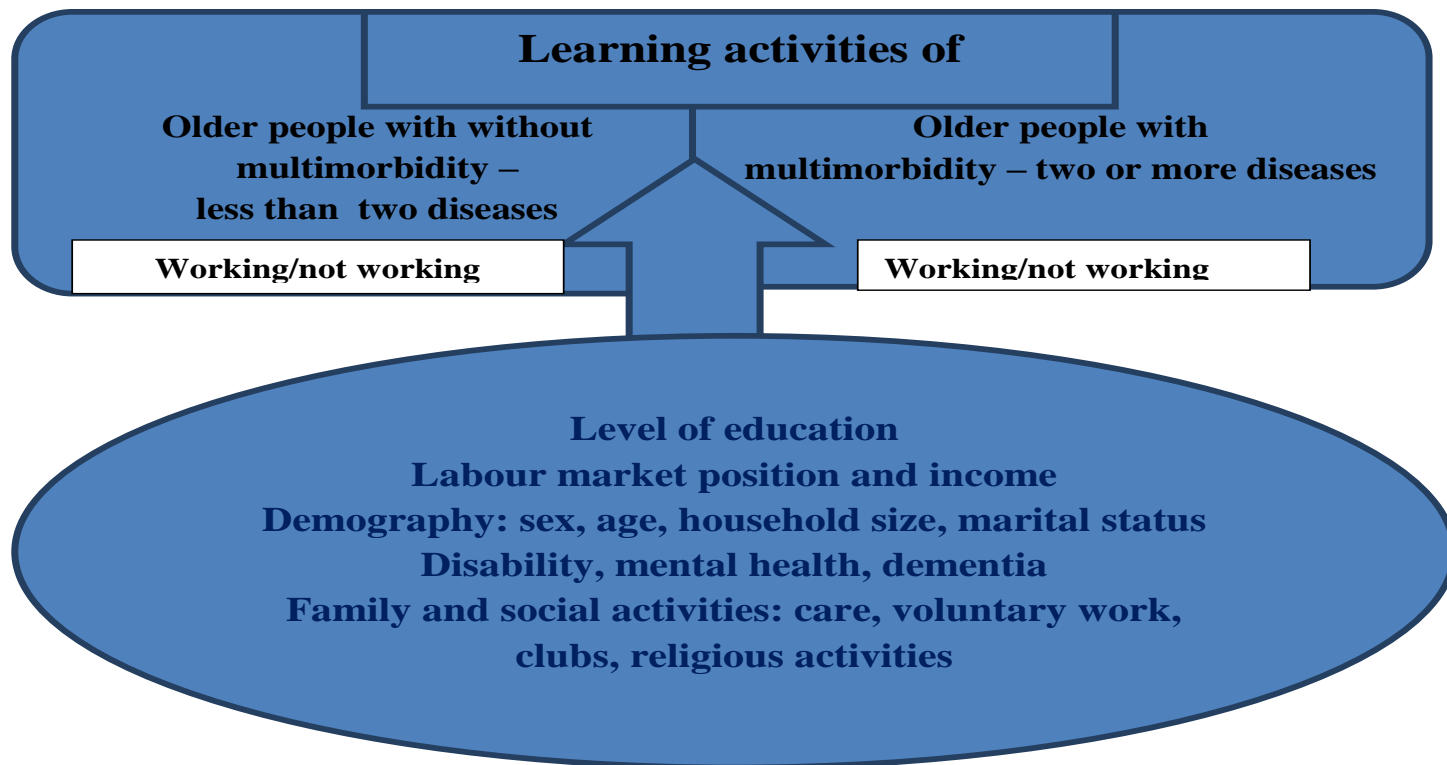 Learning activities of
Older people with without
multimorbidity –
less than two diseases
Working/not working
Older people with
multimorbidity – two or more diseases
Working/not working
Level of education
Labour market position and income
Demography: sex, age, household size, marital status
Disability, mental health, dementia
Family and social activities: care, voluntary work,
clubs, religious activities